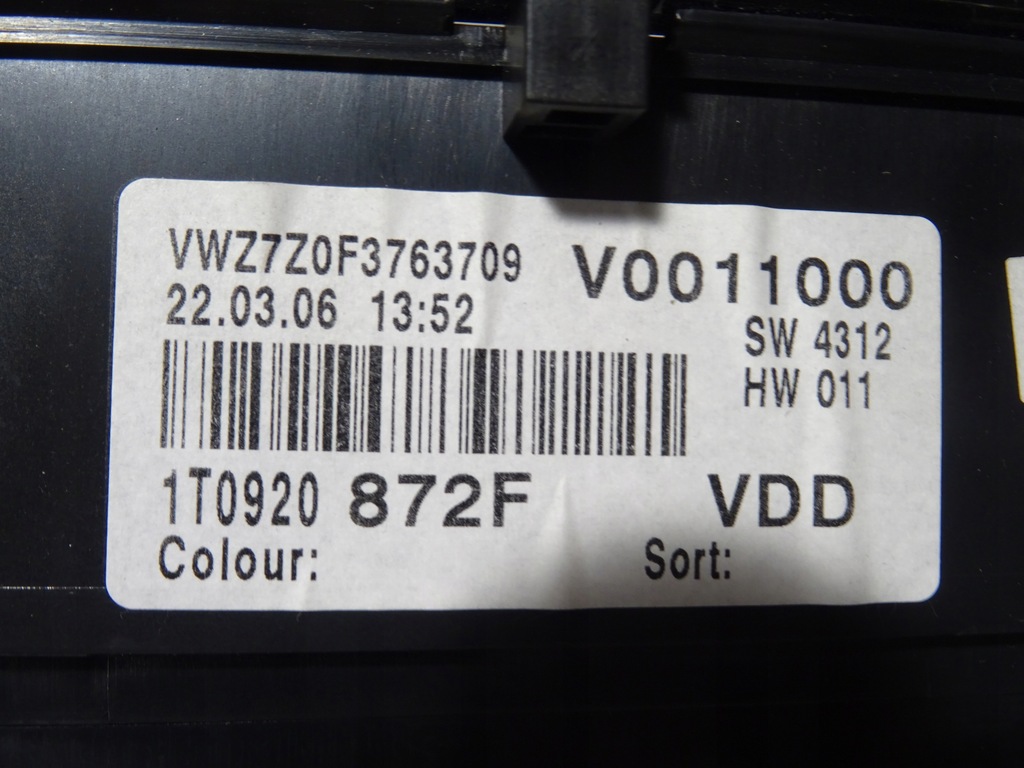 VWZ7Z0F3763709
V0011000
22.03.06 13:52
SW 4312
HW 011
1T0920 872F
VDD
Colour:
Sort: